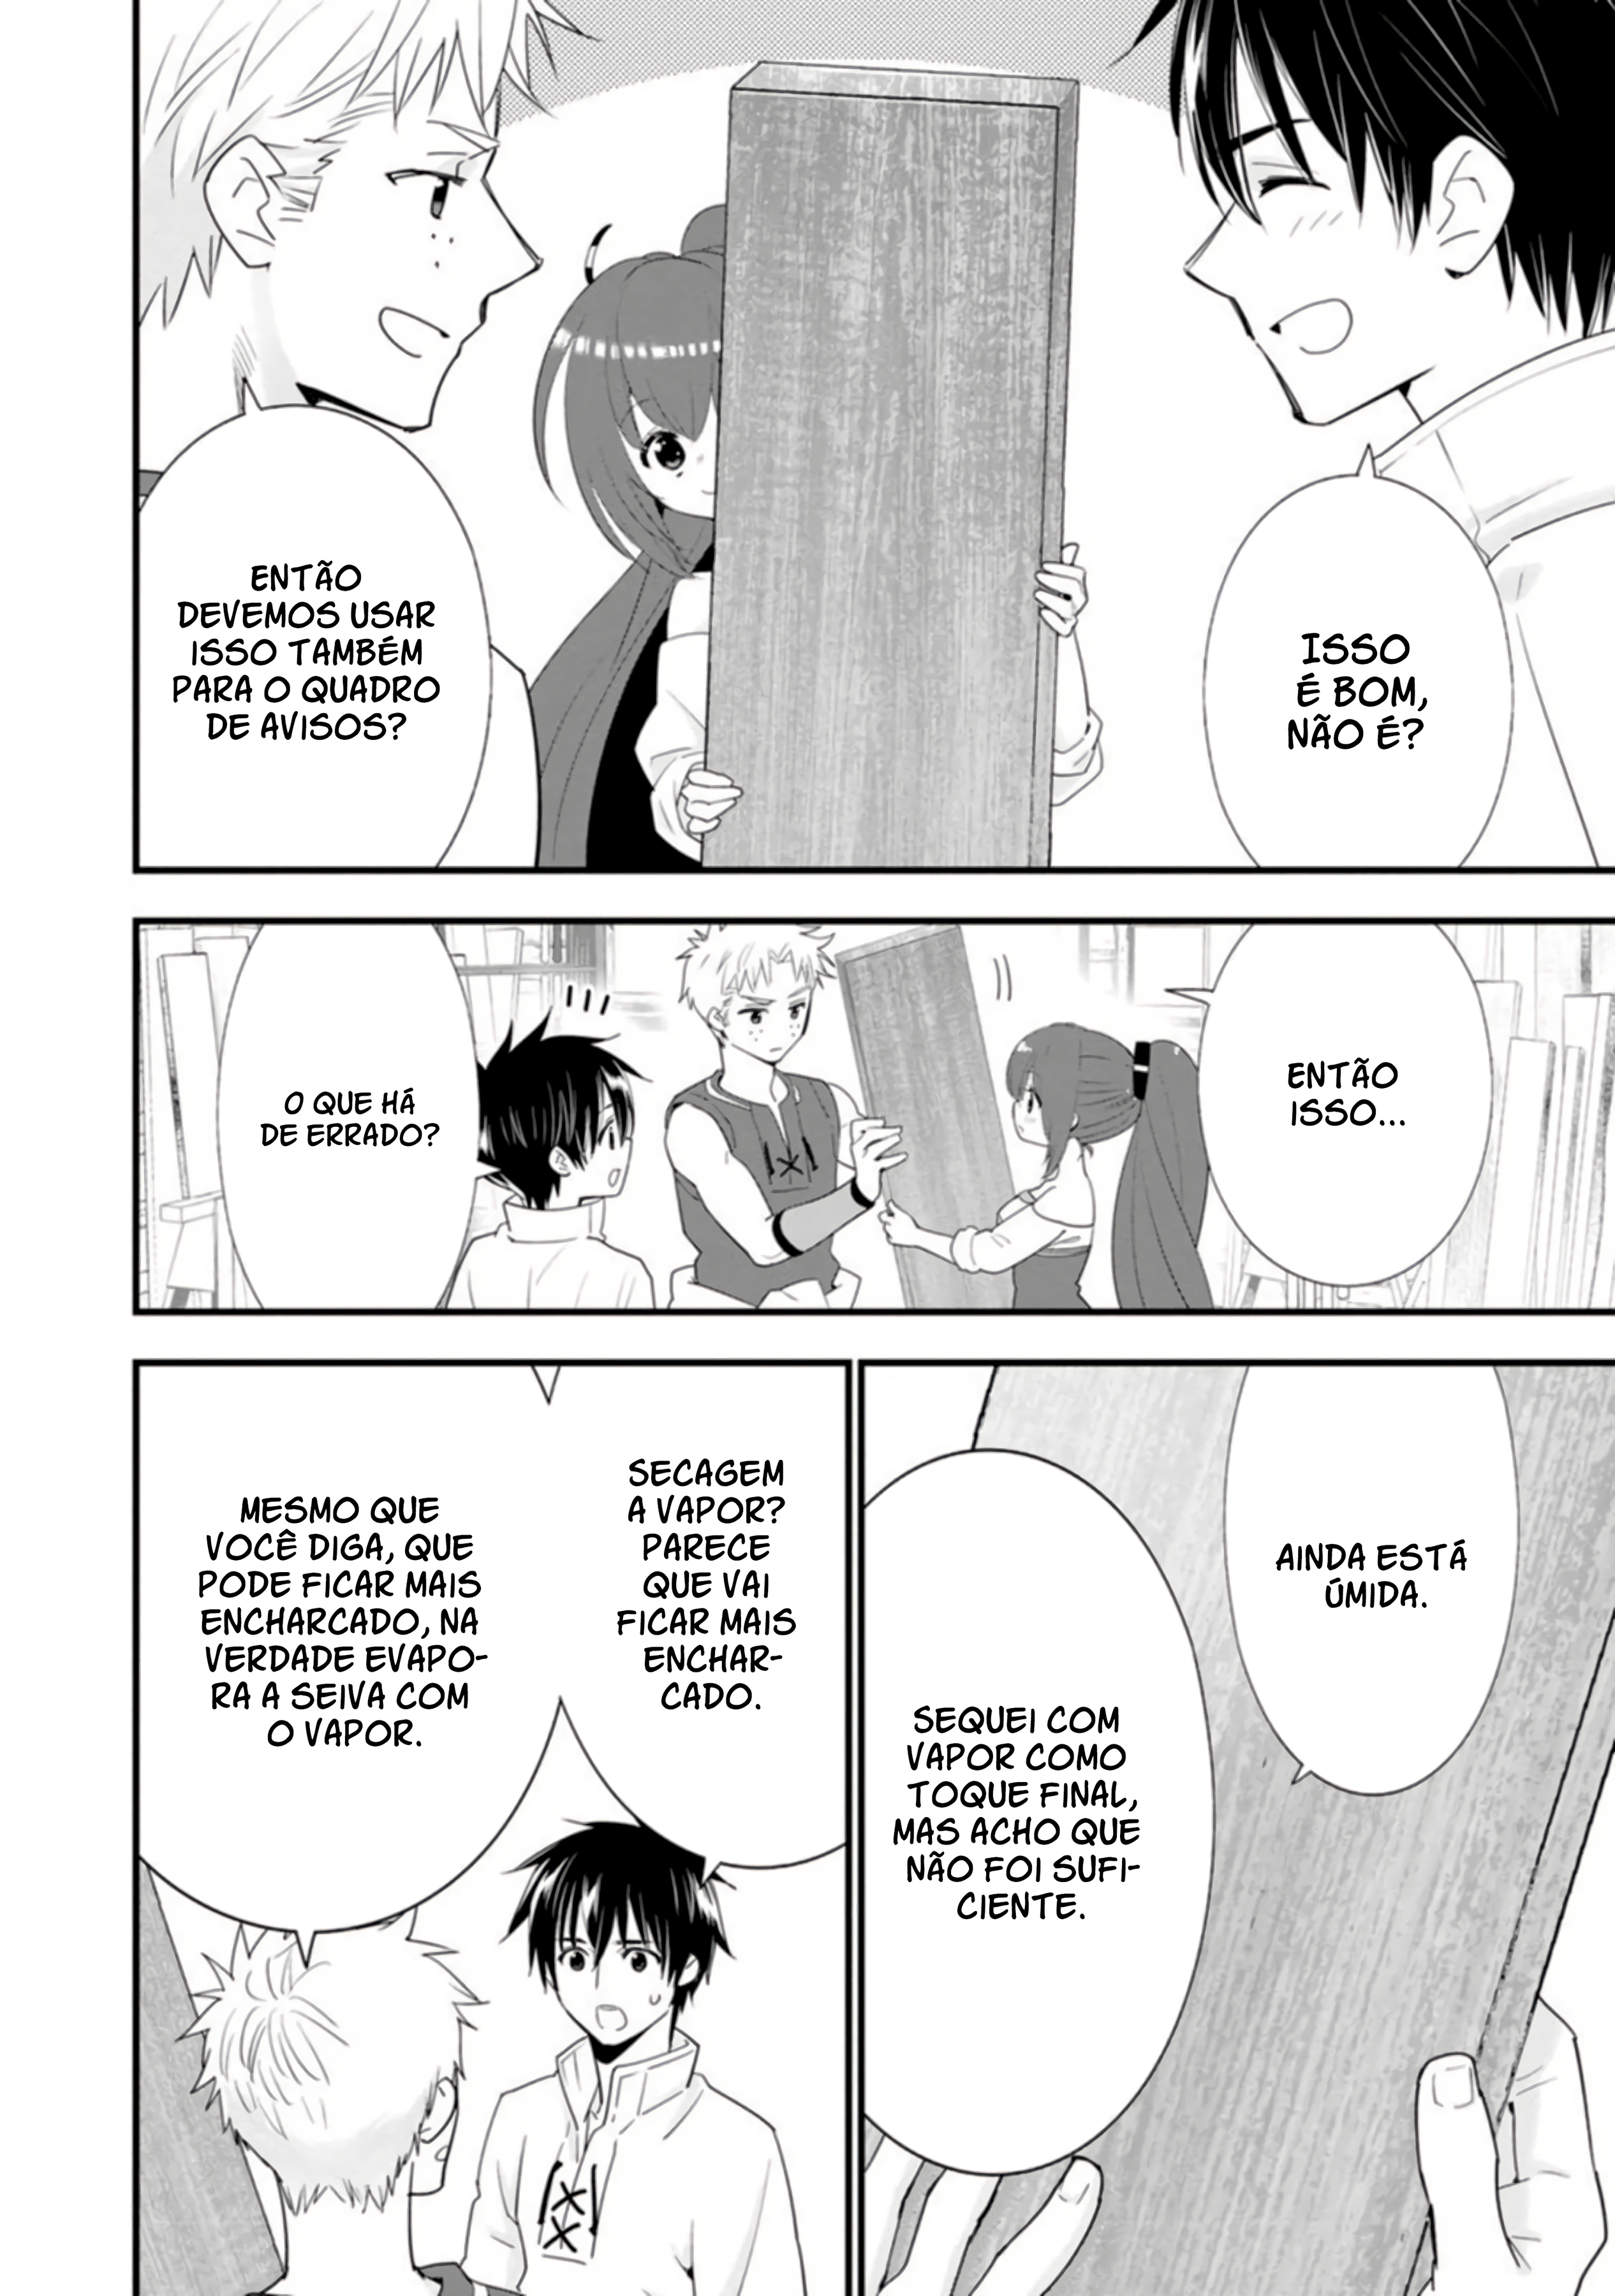 ISSO
É BOM,
NÃO É?
ENTÃO
DEVEMOS USAR
ISSO TAMBÉM
PARA O QUADRO
DE AVISOS?
ENTÃO
ISSO...
O QUE HÁ
DE ERRADO?
AINDA ESTÁ
ÚMIDA.
SEQUEI COM
VAPOR COMO
TOQUE FINAL,
MAS ACHO QUE
NÃO FOI SUFI-
CIENTE.
SECAGEM
A VAPOR?
PARECE
QUE VAI
FICAR MAIS
ENCHAR-
CADO.
MESMO QUE
VOCÊ DIGA, QUE
PODE FICAR MAIS
ENCHARCADO, NA
VERDADE EVAPO-
RA A SEIVA COM
O VAPOR.